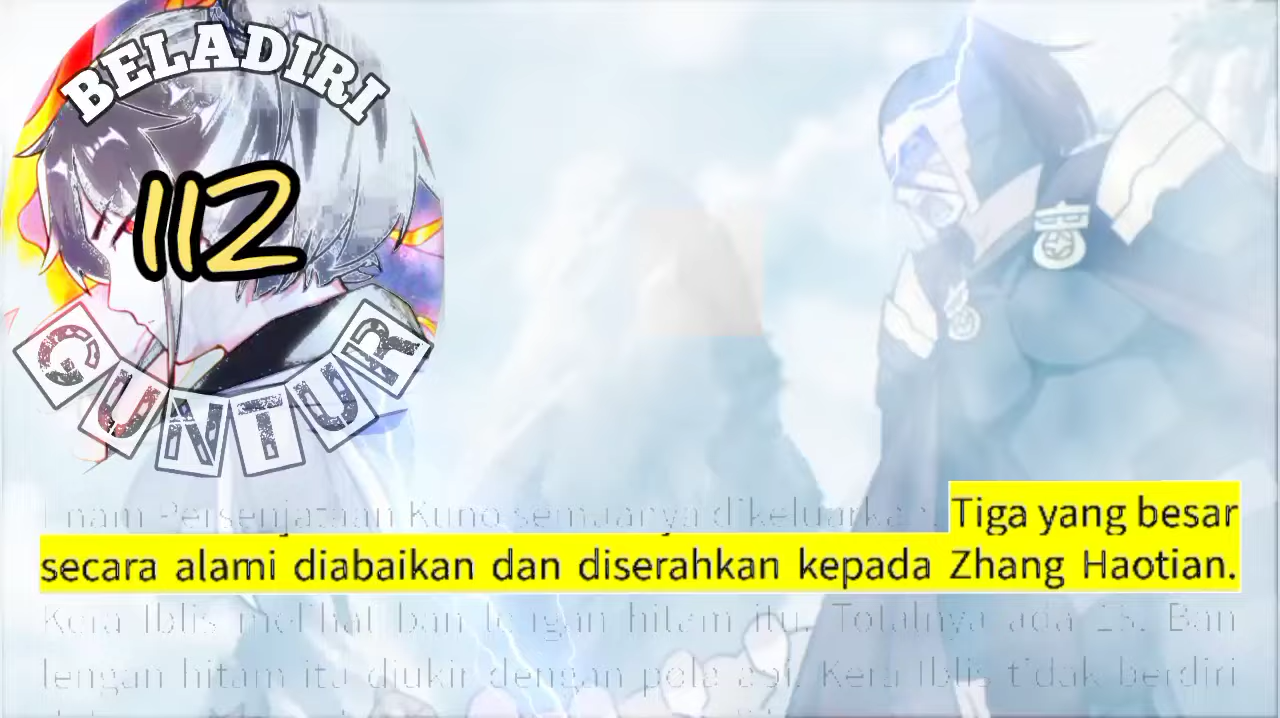 BELADIRI
112
GUNTUR
Enam Persenjataan Kuno semuanya dikeluarkan. Tiga yang besar
secara alami diabaikan dan diserahkan kepada Zhang Haotian.
Kera Iblis melihat ban lengan hitam itu. Totalnya ada Ban
lengan hitam itu diukir dengan pola api. Kera Iblis tidak berdiri